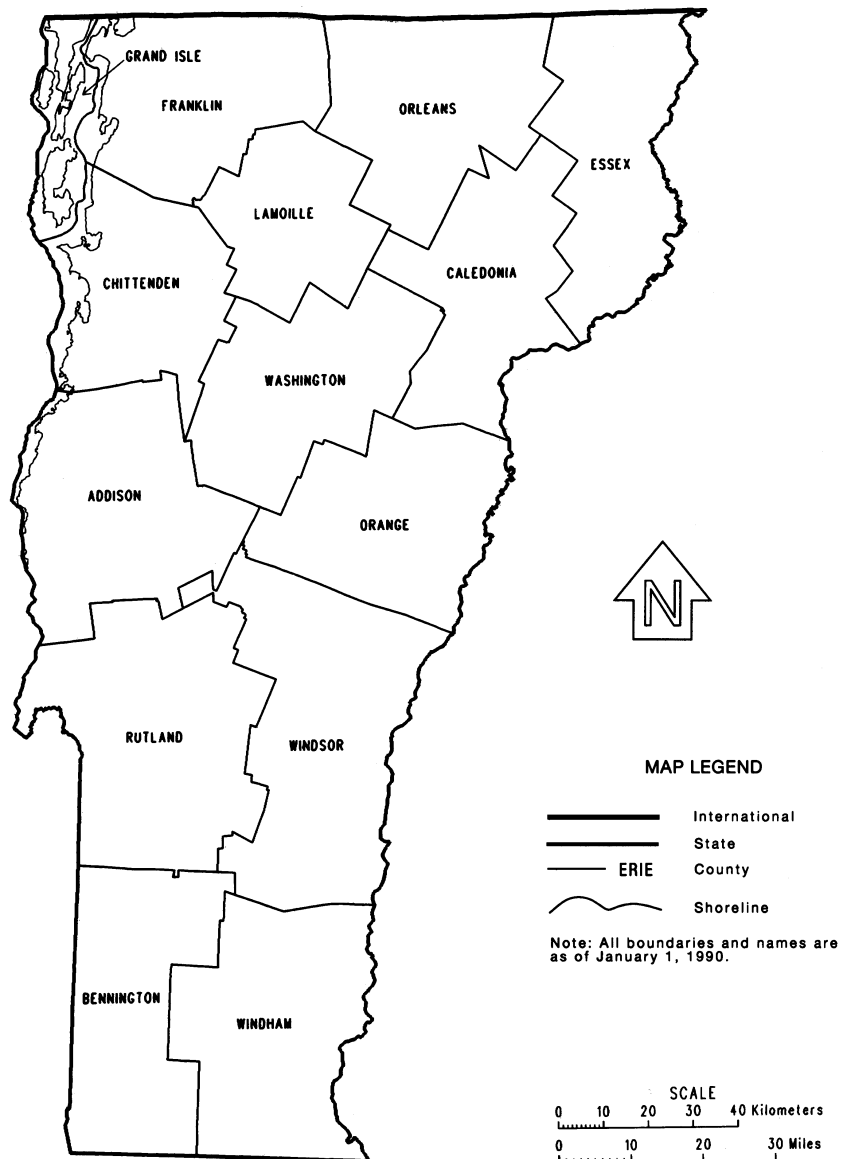 GRAND ISLE
FRANKLIN
ORLEANS
ESSEX
LAMOILLE
CHITTENDEN
CALEDONIA
WASHINGTON
ADDISON
ORANGE
N
RUTLAND
WINDSOR
MAP LEGEND
International
State
ERIE County
Shoreline
Note: All boundaries and names are
as of January 1, 1990.
BENNINGTON
WINDHAM
SCALE
0 10 20 30 40 Kilometers
0 10 20 30 Miles